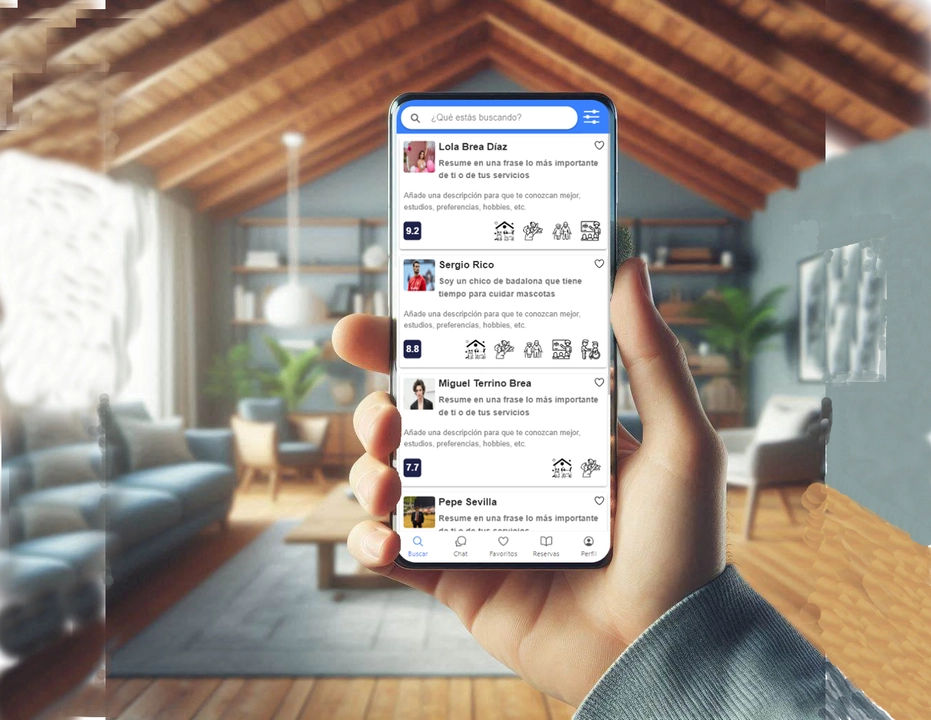 ¿Qué estás buscando?
Lola Brea Díaz
Resume en una frase lo más importante
de ti o de tus servicios
Añade una descripción para que te conozcan mejor,
estudios, preferencias, hobbies, etc.
9.2
Sergio Rico
Soy un chico de badalona que tiene
tiempo para cuidar mascotas
Añade una descripción para que te conozcan mejor,
estudios, preferencias, hobbies, etc.
8.8
Miguel Terrino Brea
Resume en una frase lo más importante
de ti o de tus servicios
Añade una descripción para que te conozcan mejor,
estudios, preferencias, hobbies, etc.
7.7
Pepe Sevilla
Resume en una frase lo más importante
de ti o de tus servicios
Buscar Chat Favoritos Reservas Perfil